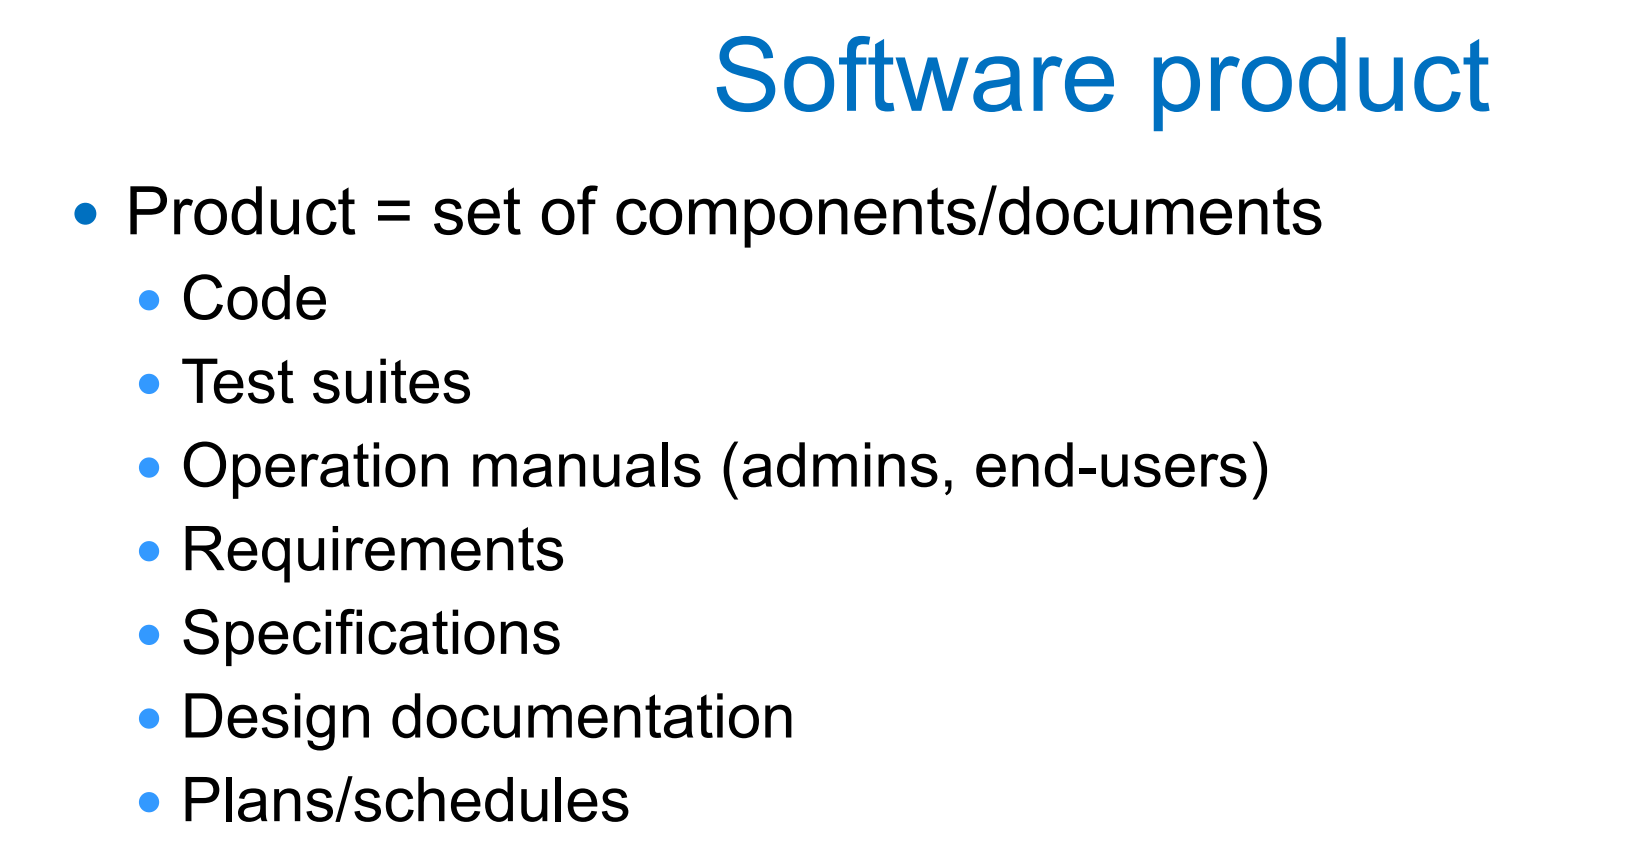 Software product
Product = set of components/documents
Code
Test suites
Operation manuals (admins, end-users)
Requirements
Specifications
Design documentation
Plans/schedules